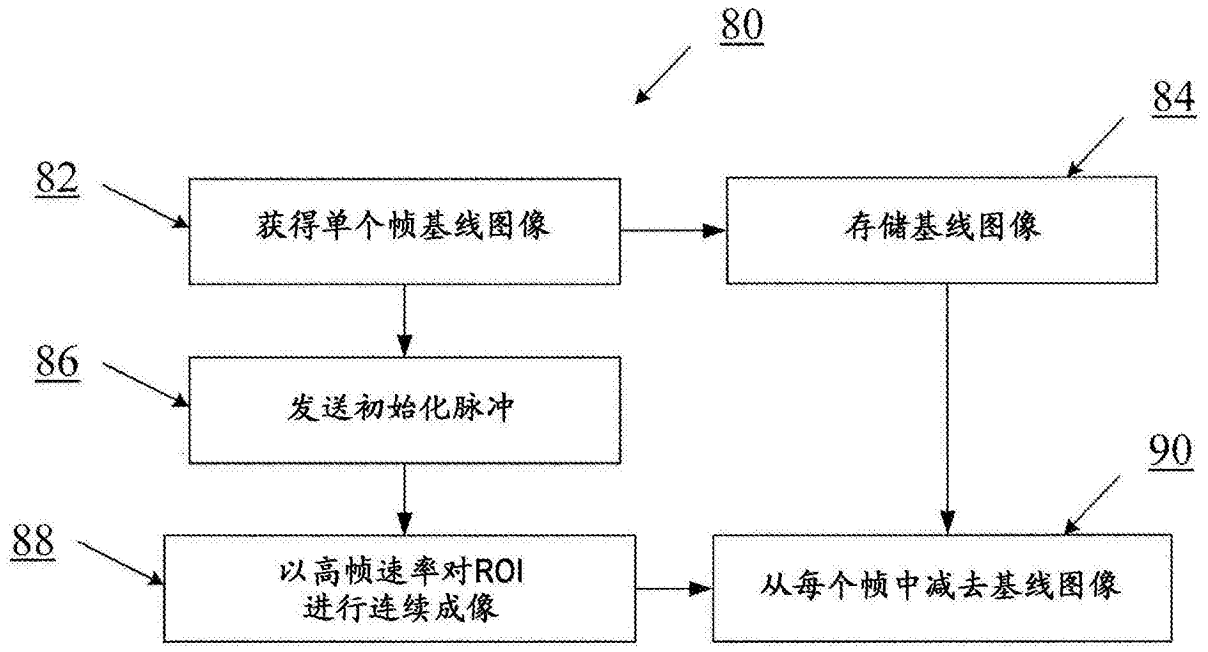 80
84
82
获得单个帧基线图像
存储基线图像
86
发送初始化脉冲
90
88
以高帧速率对ROI
进行连续成像
从每个帧中减去基线图像